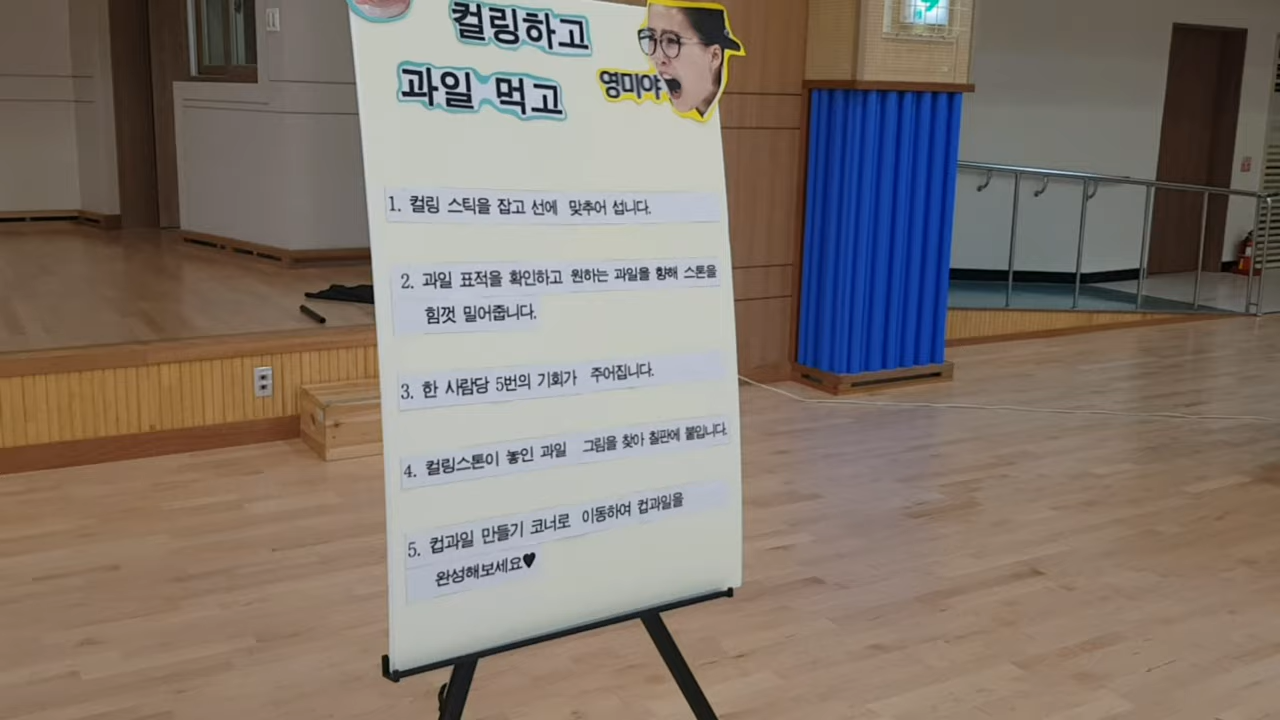 컬링하고
과일 먹고
영미야
1. 컬링 스틱을 잡고 선에 맞추어 섭니다.
2. 과일 표적을 확인하고 원하는 과일을 향해 스톤을
힘껏 밀어줍니다.
3. 한 사람당 5번의 기회가 주어집니다.
4. 컬링스톤이 놓인 과일 그림을 찾아 칠판에 붙입니다.
5. 컵과일 만들기 코너로 이동하여 컵과일을
완성해보세요♥